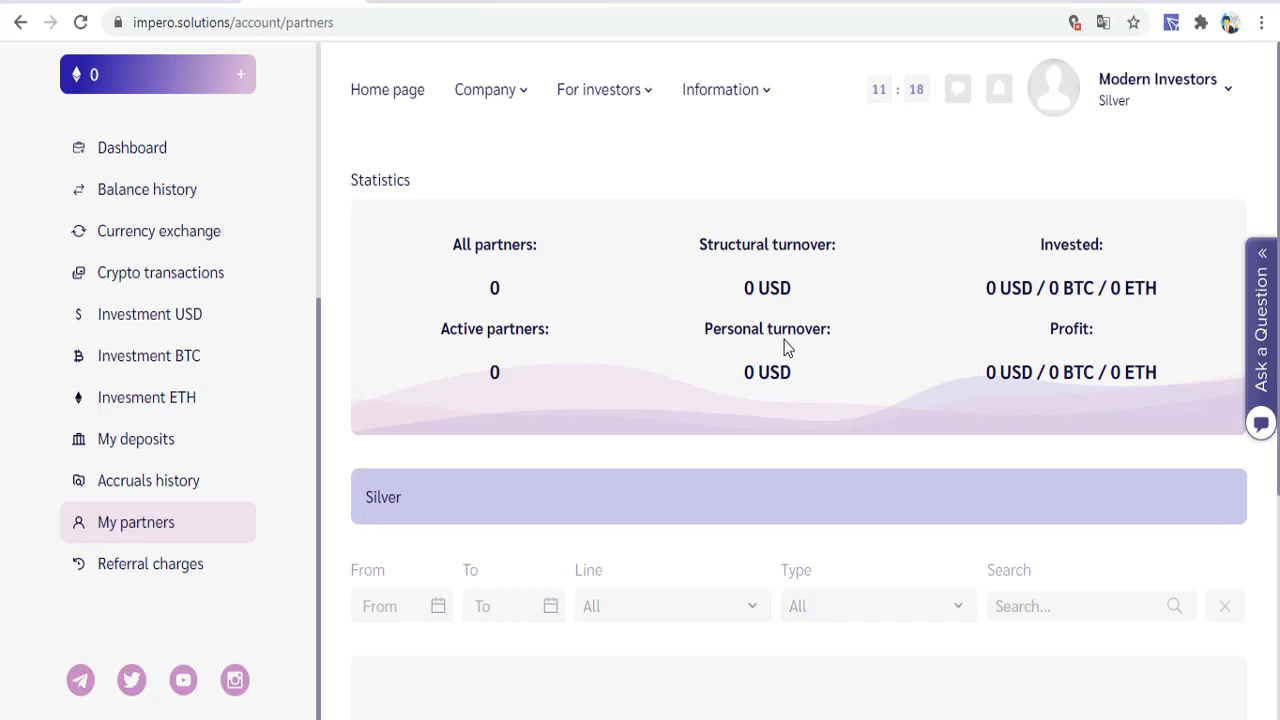 impero.solutions/account/partners
0 +
Dashboard
Balance history
Currency exchange
Crypto transactions
Investment USD
Investment BTC
Invesment ETH
My deposits
Accruals history
My partners
Referral charges
Home page Company For investors Information 11 : 18 Modern Investors
Silver
Statistics
All partners: Structural turnover: Invested:
0 0 USD 0 USD / 0 BTC / 0 ETH
Active partners: Personal turnover: Profit:
0 0 USD 0 USD / 0 BTC / 0 ETH
Silver
From To Line Type Search
From To All All Search...
Ask a Question